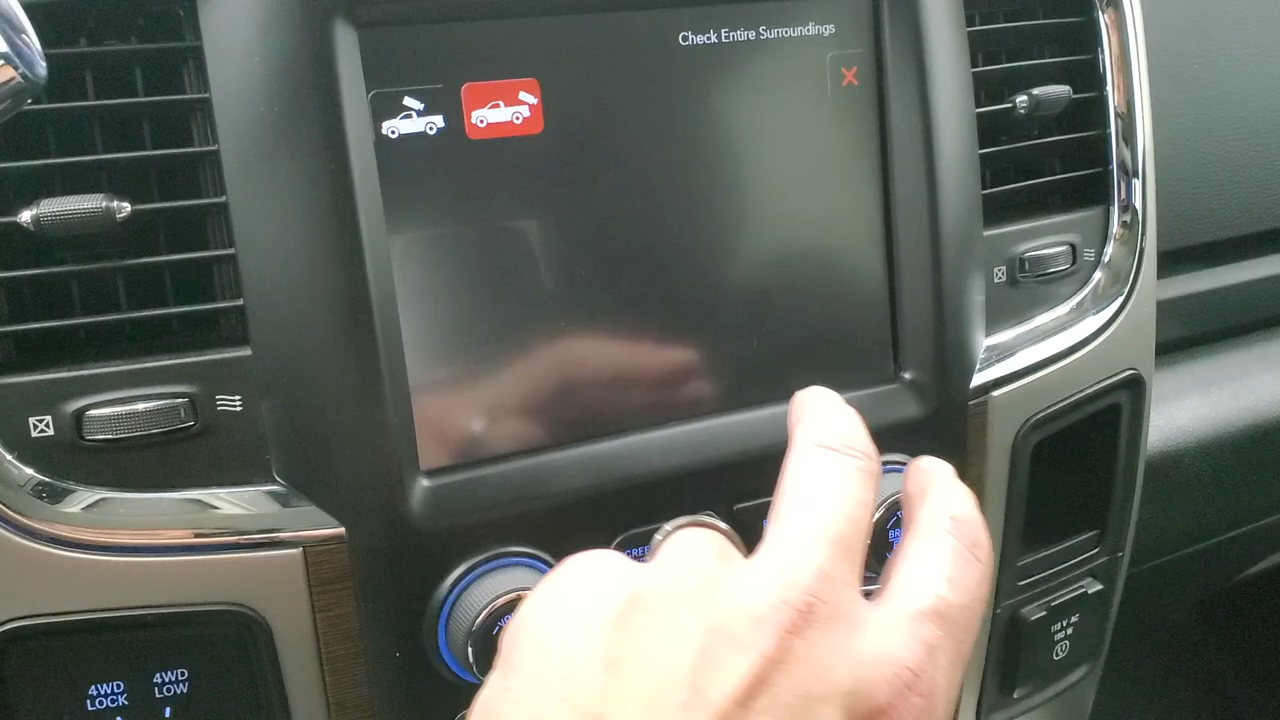 Check Entire Surroundings
115 V AC
150 W
4WD
LOCK
4WD
LOW